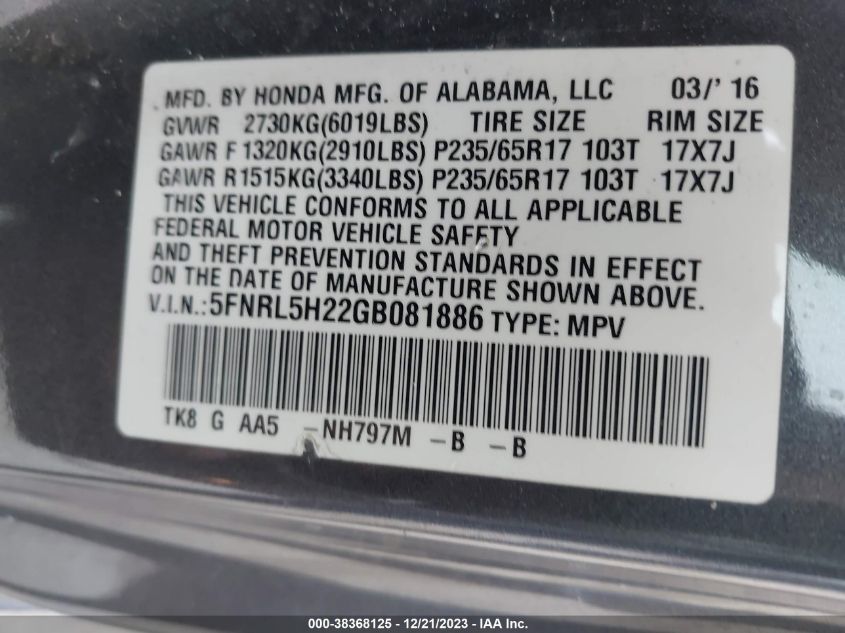 MFD. BY HONDA MFG. OF ALABAMA, LLC 03/' 16
GVWR 2730KG(6019LBS) TIRE SIZE RIM SIZE
GAWR F 1320KG(2910LBS) P235/65R17 103T 17X7J
GAWR R1515KG(3340LBS) P235/65R17 103T 17X7J
THIS VEHICLE CONFORMS TO ALL APPLICABLE
FEDERAL MOTOR VEHICLE SAFETY
AND THEFT PREVENTION STANDARDS IN EFFECT
ON THE DATE OF MANUFACTURE SHOWN ABOVE.
V.I.N.:5FNRL5H22GB081886 TYPE: MPV
TK8 G AA5 -NH797M -B -B
000-38368125 - 12/21/2023 - IAA Inc.